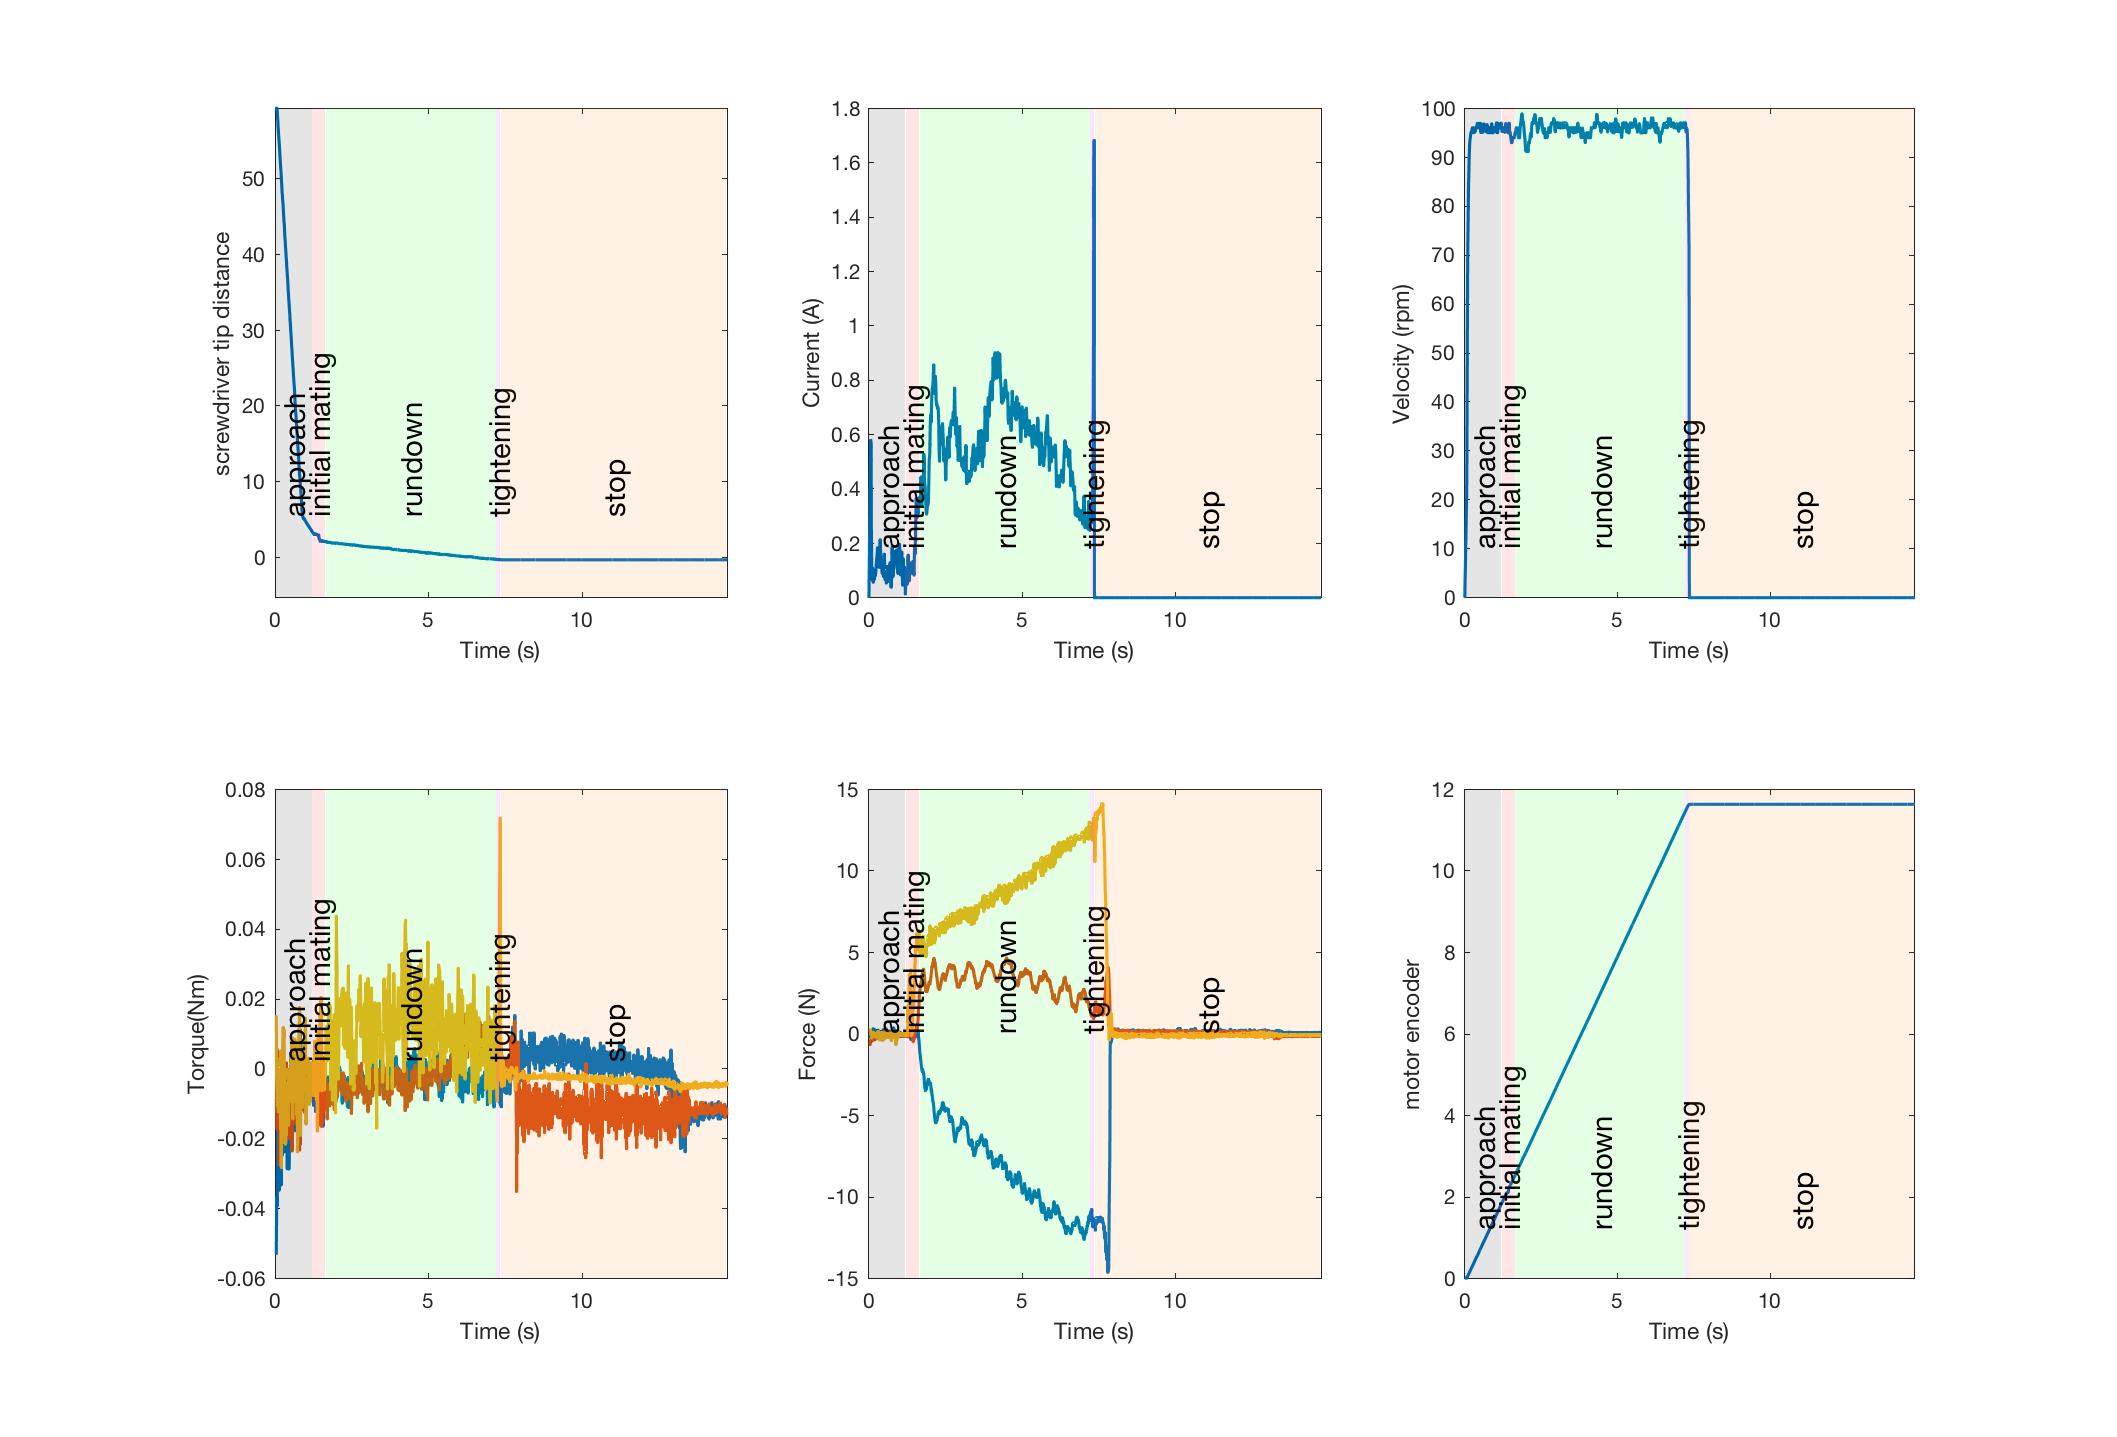 screwdriver tip distance
50
40
30
20
10
0
approach
initial mating
rundown
tightening
stop
0 5 10
Time (s)
Current (A)
1.8
1.6
1.4
1.2
1
0.8
0.6
0.4
0.2
0
approach
initial mating
rundown
tightening
stop
0 5 10
Time (s)
Velocity (rpm)
100
90
80
70
60
50
40
30
20
10
0
approach
initial mating
rundown
tightening
stop
0 5 10
Time (s)
Torque(Nm)
0.08
0.06
0.04
0.02
0
-0.02
-0.04
-0.06
approach
initial mating
rundown
tightening
stop
0 5 10
Time (s)
Force (N)
15
10
5
0
-5
-10
-15
approach
initial mating
rundown
tightening
stop
0 5 10
Time (s)
motor encoder
12
10
8
6
4
2
0
approach
initial mating
rundown
tightening
stop
0 5 10
Time (s)